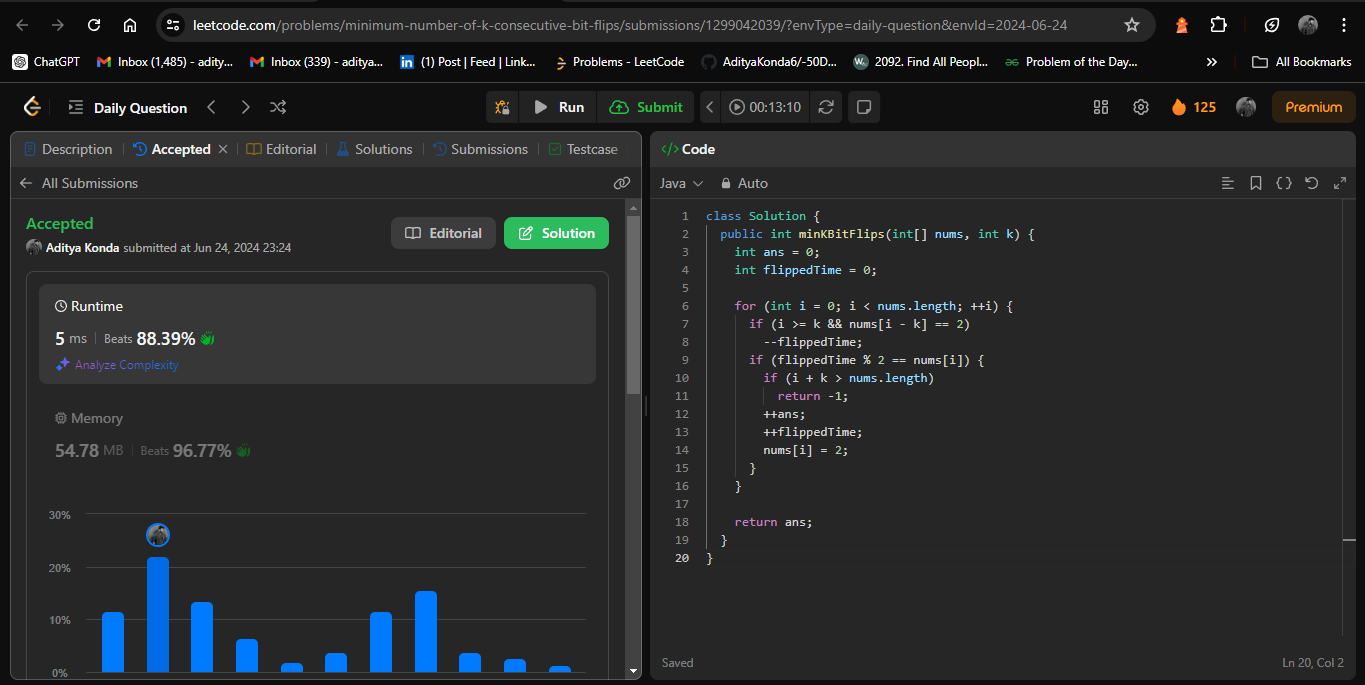 leetcode.com/problems/minimum-number-of-k-consecutive-bit-flips/submissions/1299042039/?envType=daily-question&envId=2024-06-24
ChatGPT Inbox (1,485) - adity... Inbox (339) - aditya... (1) Post | Feed | Link... Problems - LeetCode AdityaKonda6/-50D... 2092. Find All Peopl... Problem of the Day... » All Bookmarks
Daily Question Run Submit 00:13:10 125 Premium
Description Accepted Editorial Solutions Submissions Testcase
</> Code
All Submissions
Java Auto
Accepted
Aditya Konda submitted at Jun 24, 2024 23:24
Editorial Solution
Runtime
5 ms Beats 88.39%
Analyze Complexity
Memory
54.78 MB Beats 96.77%
30%
20%
10%
0%
1 class Solution {
2 public int minKBitFlips(int[] nums, int k) {
3 int ans = 0;
4 int flippedTime = 0;
5
6 for (int i = 0; i < nums.length; ++i) {
7 if (i >= k && nums[i - k] == 2)
8 --flippedTime;
9 if (flippedTime % 2 == nums[i]) {
10 if (i + k > nums.length)
11 return -1;
12 ++ans;
13 ++flippedTime;
14 nums[i] = 2;
15 }
16 }
17
18 return ans;
19 }
20 }
Saved Ln 20, Col 2